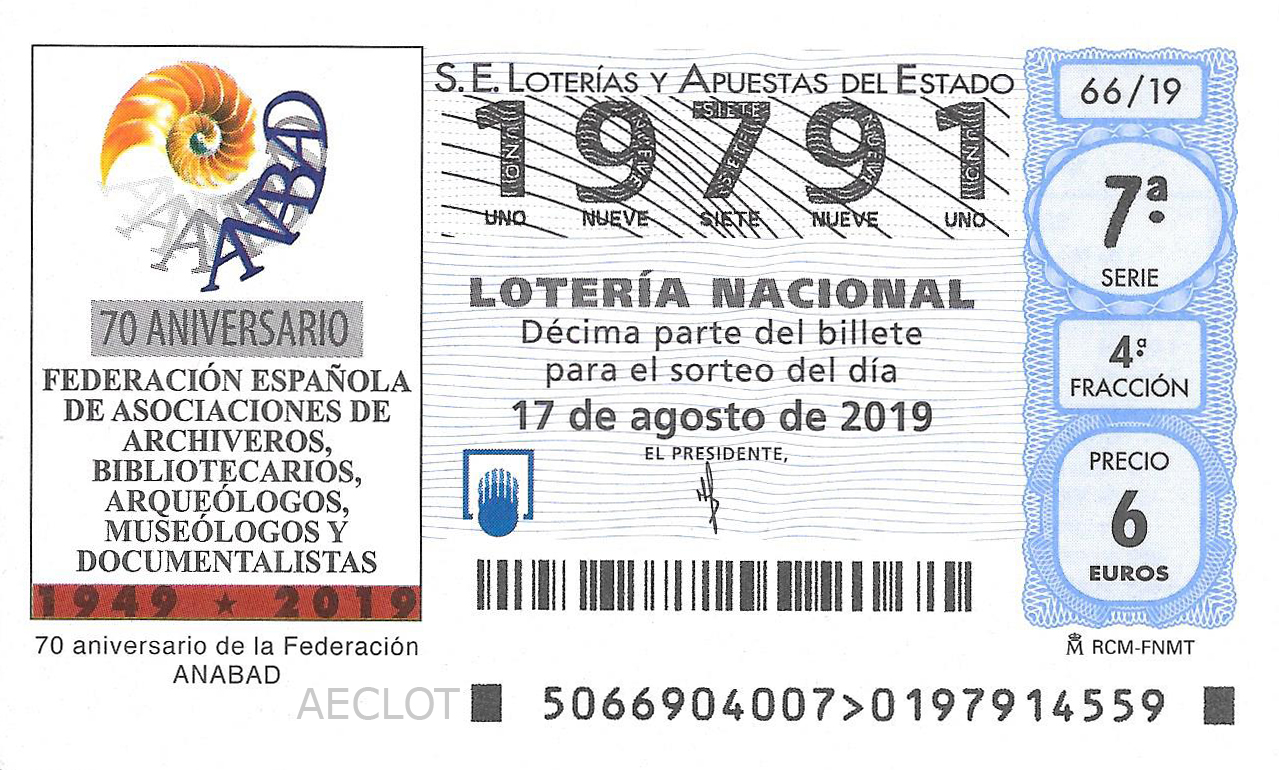 ANABAD
70 ANIVERSARIO
FEDERACIÓN ESPAÑOLA
DE ASOCIACIONES DE
ARCHIVEROS,
BIBLIOTECARIOS,
ARQUEÓLOGOS,
MUSEÓLOGOS Y
DOCUMENTALISTAS
1949 ★ 2019
70 aniversario de la Federación
ANABAD
S.E. LOTERÍAS Y APUESTAS DEL ESTADO
19791
UNO NUEVE SIETE NUEVE UNO
LOTERÍA NACIONAL
Décima parte del billete
para el sorteo del día
17 de agosto de 2019
EL PRESIDENTE,
66/19
7ª
SERIE
4ª
FRACCIÓN
PRECIO
6
EUROS
M RCM-FNMT
AECLOT
5066904007>0197914559